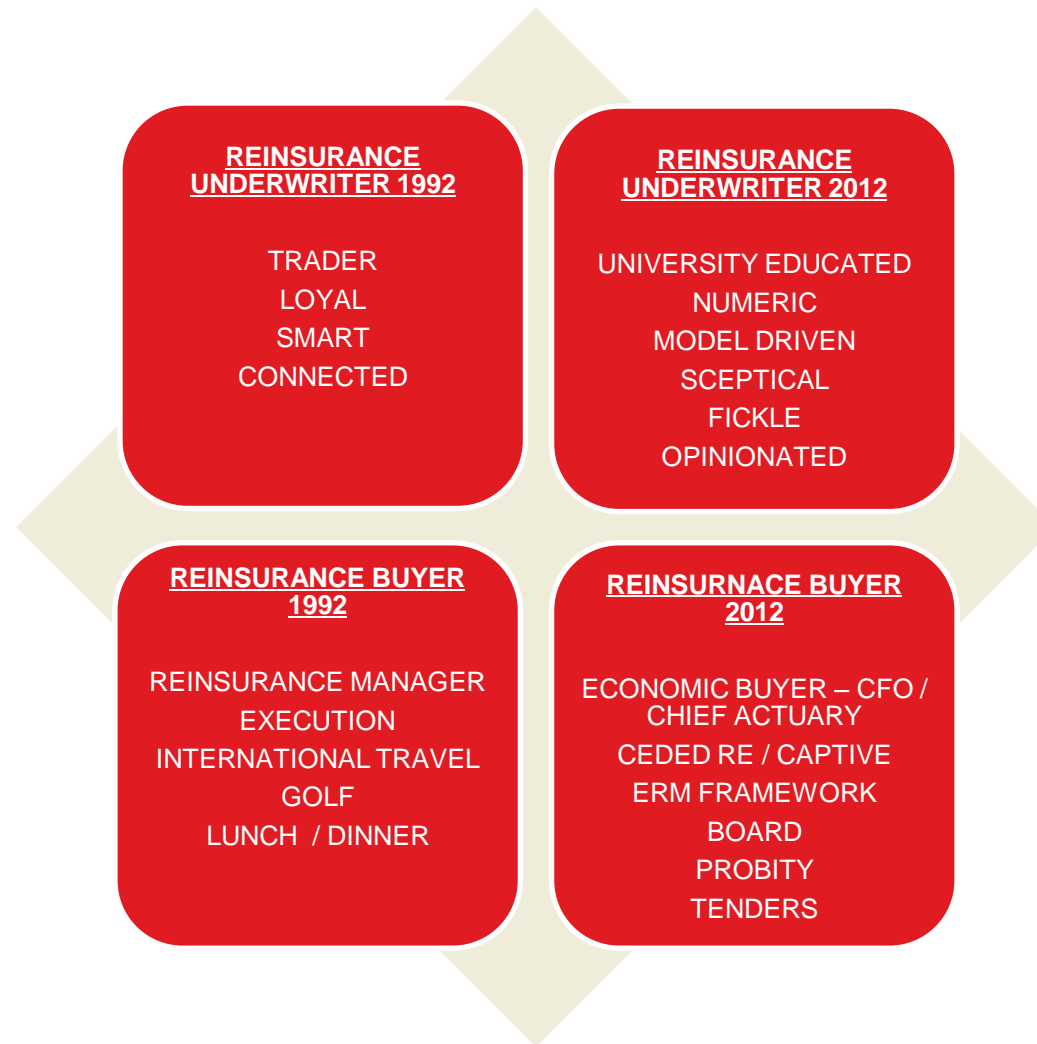 REINSURANCE
UNDERWRITER 1992
TRADER
LOYAL
SMART
CONNECTED
REINSURANCE
UNDERWRITER 2012
UNIVERSITY EDUCATED
NUMERIC
MODEL DRIVEN
SCEPTICAL
FICKLE
OPINIONATED
REINSURANCE BUYER
1992
REINSURANCE MANAGER
EXECUTION
INTERNATIONAL TRAVEL
GOLF
LUNCH / DINNER
REINSURNACE BUYER
2012
ECONOMIC BUYER – CFO /
CHIEF ACTUARY
CEDED RE / CAPTIVE
ERM FRAMEWORK
BOARD
PROBITY
TENDERS